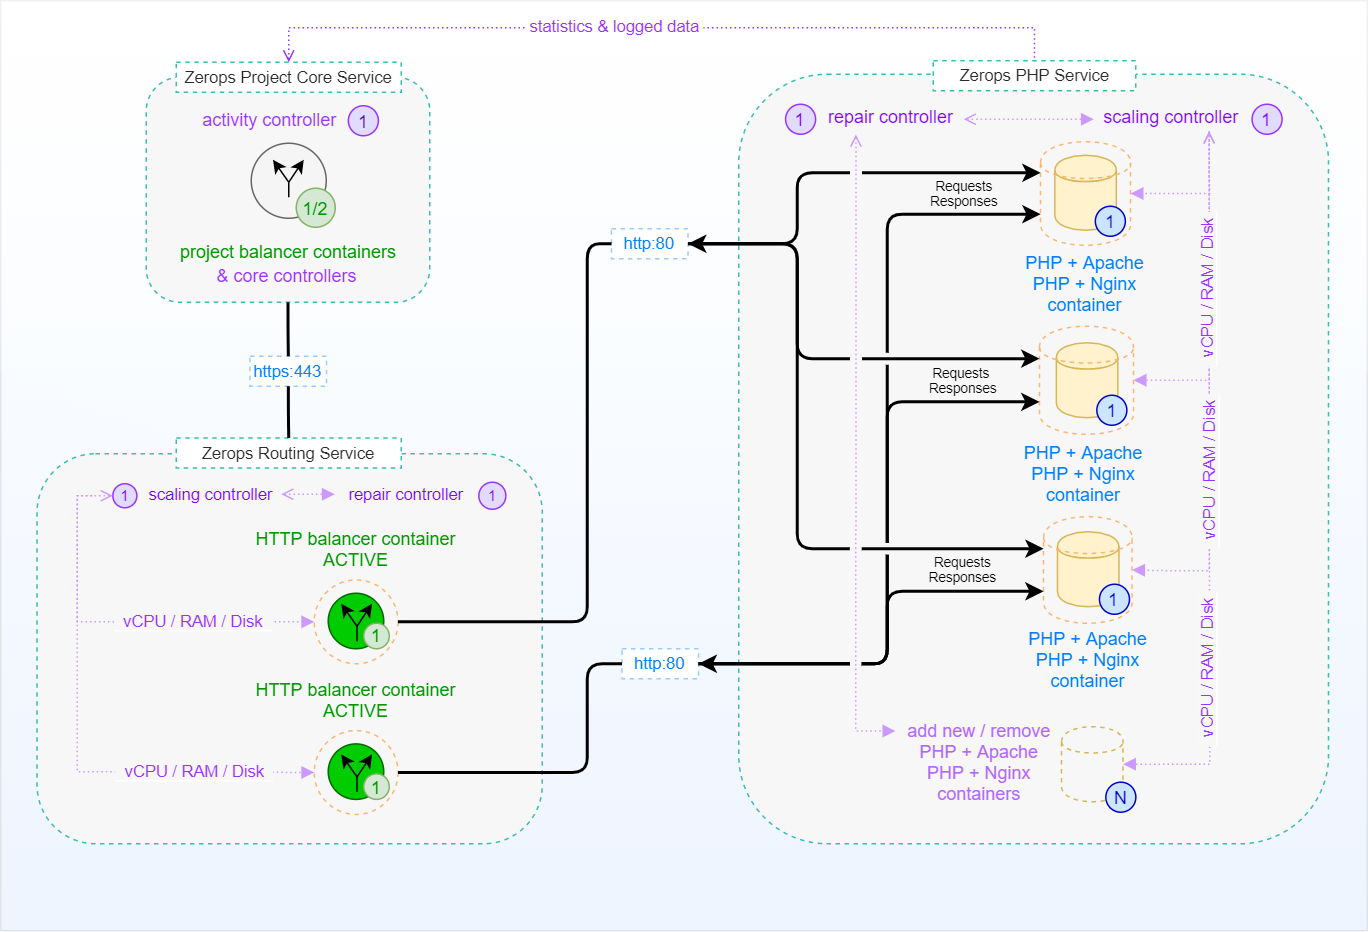 statistics & logged data
Zerops Project Core Service
activity controller 1
1/2
project balancer containers
& core controllers
https:443
Zerops Routing Service
1 scaling controller
repair controller 1
HTTP balancer container
ACTIVE
vCPU / RAM / Disk
1
HTTP balancer container
ACTIVE
vCPU / RAM / Disk
1
http:80
http:80
Zerops PHP Service
1 repair controller
scaling controller 1
Requests
Responses
1
PHP + Apache
PHP + Nginx
container
vCPU / RAM / Disk
Requests
Responses
1
PHP + Apache
PHP + Nginx
container
vCPU / RAM / Disk
Requests
Responses
1
PHP + Apache
PHP + Nginx
container
vCPU / RAM / Disk
add new / remove
PHP + Apache
PHP + Nginx
containers
N